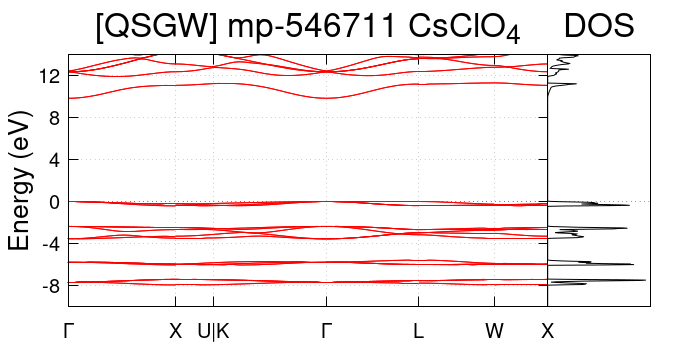 [QSGW] mp-546711 CsClO4 DOS
Energy (eV)
12
8
4
0
-4
-8
Γ X U|K Γ L W X